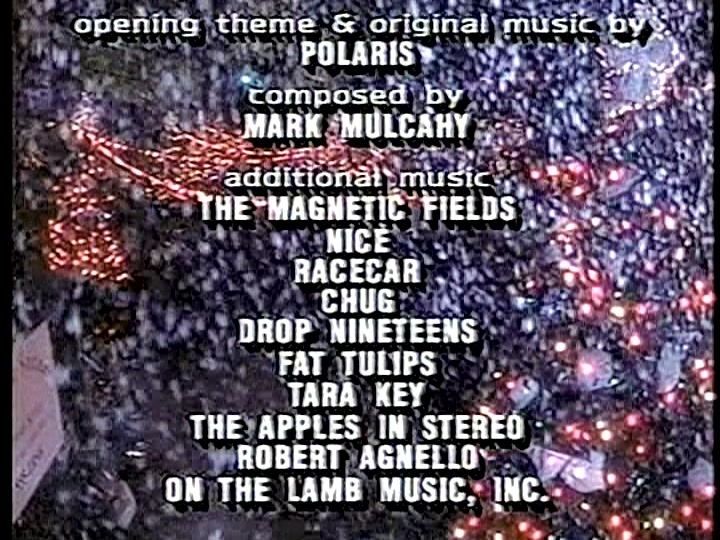 opening theme & original music by
POLARIS
composed by
MARK MULCAHY
additional music
THE MAGNETIC FIELDS
NICE
RACECAR
CHUG
DROP NINETEENS
FAT TULIPS
TARA KEY
THE APPLES IN STEREO
ROBERT AGNELLO
ON THE LAMB MUSIC, INC.